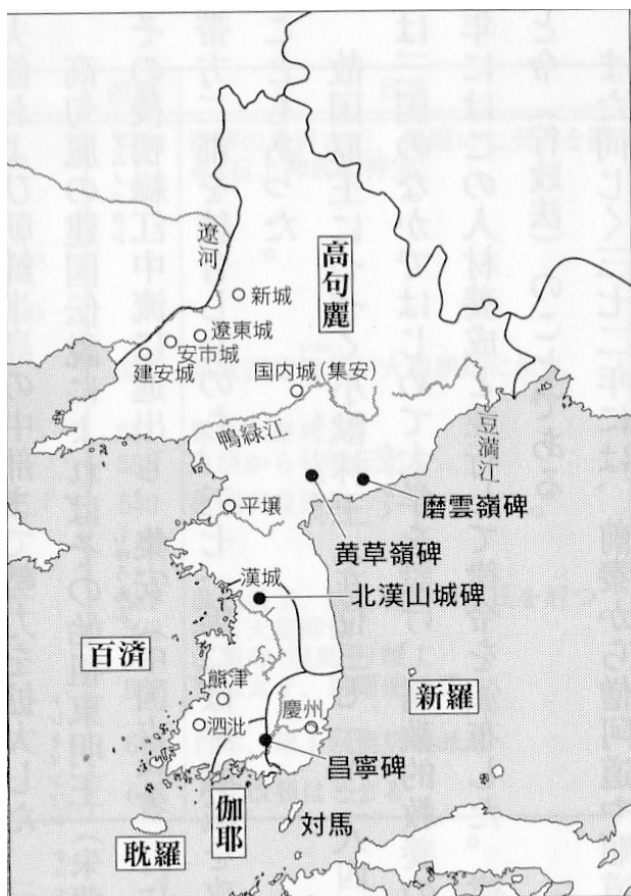 遼河
高句麗
新城
遼東城
安市城
建安城
国内城(集安)
鴨緑江
豆満江
磨雲嶺碑
黄草嶺碑
平壌
漢城
北漢山城碑
百済
熊津
新羅
泗沘
慶州
昌寧碑
伽耶
対馬
耽羅